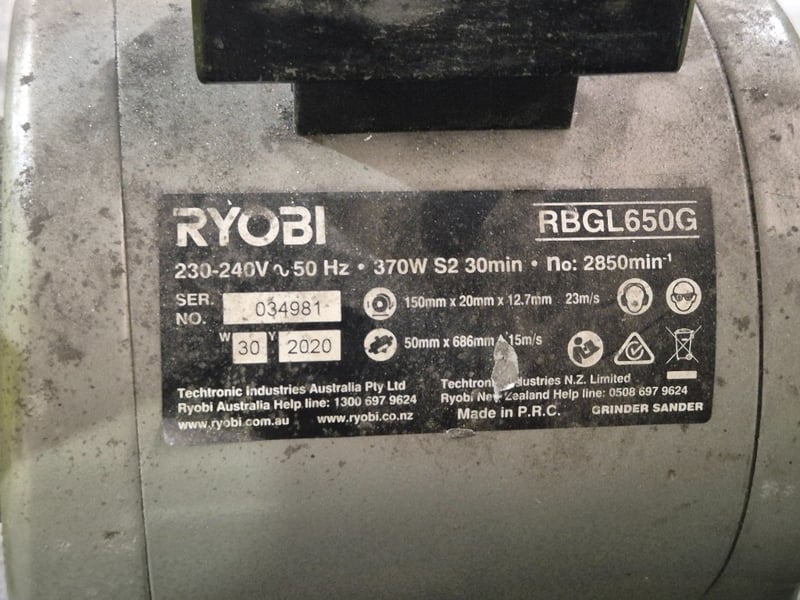 RYOBI
RBGL650G
230-240V ∿ 50 Hz • 370W S2 30min • no: 2850min⁻¹
SER. NO. 034981
150mm x 20mm x 12.7mm 23m/s
W 30 Y 2020
50mm x 686mm 15m/s
Techtronic Industries Australia Pty Ltd
Ryobi Australia Help line: 1300 697 9624
www.ryobi.com.au www.ryobi.co.nz
N.Z. Limited
Ryobi Zealand Help line: 0508 697 9624
Made in P.R.C. GRINDER SANDER